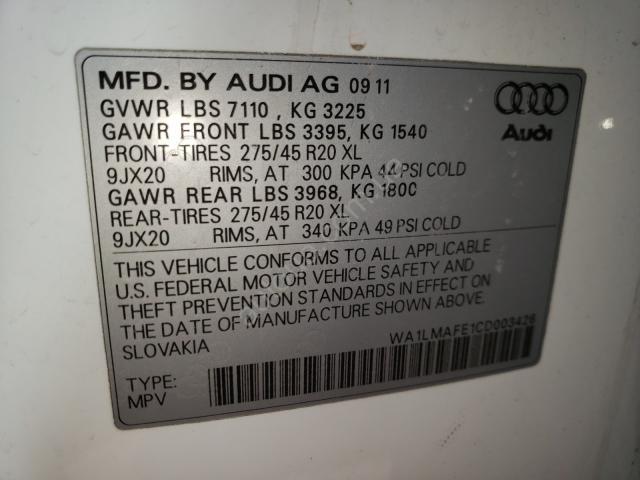 MFD. BY AUDI AG 09 11
GVWR LBS 7110 , KG 3225
GAWR FRONT LBS 3395, KG 1540
FRONT-TIRES 275/45 R20 XL
9JX20 RIMS, AT 300 KPA 44 PSI COLD
GAWR REAR LBS 3968, KG 1800
REAR-TIRES 275/45 R20 XL
9JX20 RIMS, AT 340 KPA 49 PSI COLD
Audi
THIS VEHICLE CONFORMS TO ALL APPLICABLE
U.S. FEDERAL MOTOR VEHICLE SAFETY AND
THEFT PREVENTION STANDARDS IN EFFECT ON
THE DATE OF MANUFACTURE SHOWN ABOVE.
SLOVAKIA
WA1LMAFE1CD003426
TYPE:
MPV